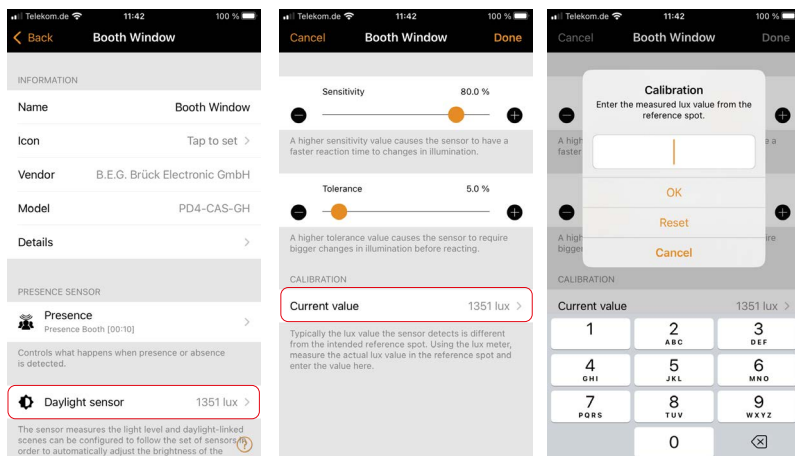 Telekom.de 11:42 100 %
Back Booth Window
INFORMATION
Name Booth Window
Icon Tap to set
Vendor B.E.G. Brück Electronic GmbH
Model PD4-CAS-GH
Details
PRESENCE SENSOR
Presence
Presence Booth [00:10]
Controls what happens when presence or absence
is detected.
Daylight sensor 1351 lux
The sensor measures the light level and daylight-linked
scenes can be configured to follow the set of sensors in
order to automatically adjust the brightness of the
?
Telekom.de 11:42 100 %
Cancel Booth Window Done
Sensitivity 80.0 %
A higher sensitivity value causes the sensor to have a
faster reaction time to changes in illumination.
Tolerance 5.0 %
A higher tolerance value causes the sensor to require
bigger changes in illumination before reacting.
CALIBRATION
Current value 1351 lux
Typically the lux value the sensor detects is different
from the intended reference spot. Using the lux meter,
measure the actual lux value in the reference spot and
enter the value here.
Telekom.de 11:42 100 %
Cancel Booth Window Done
Calibration
Enter the measured lux value from the
reference spot.
A high e a
faster
OK
Reset
Cancel
A high ire
bigger
CALIBRATION
Current value 1351 lux
1 2 3
ABC DEF
4 5 6
GHI JKL MNO
7 8 9
PQRS TUV WXYZ
0